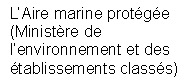 L'Aire marine protégée
(Ministère de
l'environnement et des
établissements classés)